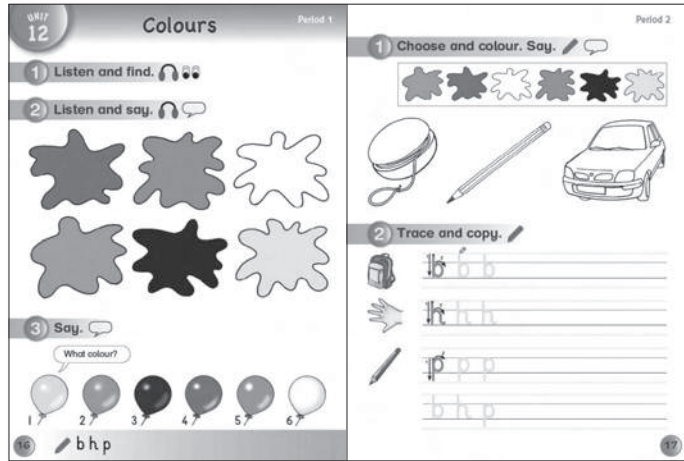 UNIT
12
Colours
Period 1
1 Listen and find.
2 Listen and say.
3 Say.
What colour?
1 2 3 4 5 6
16 b h p
Period 2
1 Choose and colour. Say.
2 Trace and copy.
b b b
h h h
p p p
b h p
17